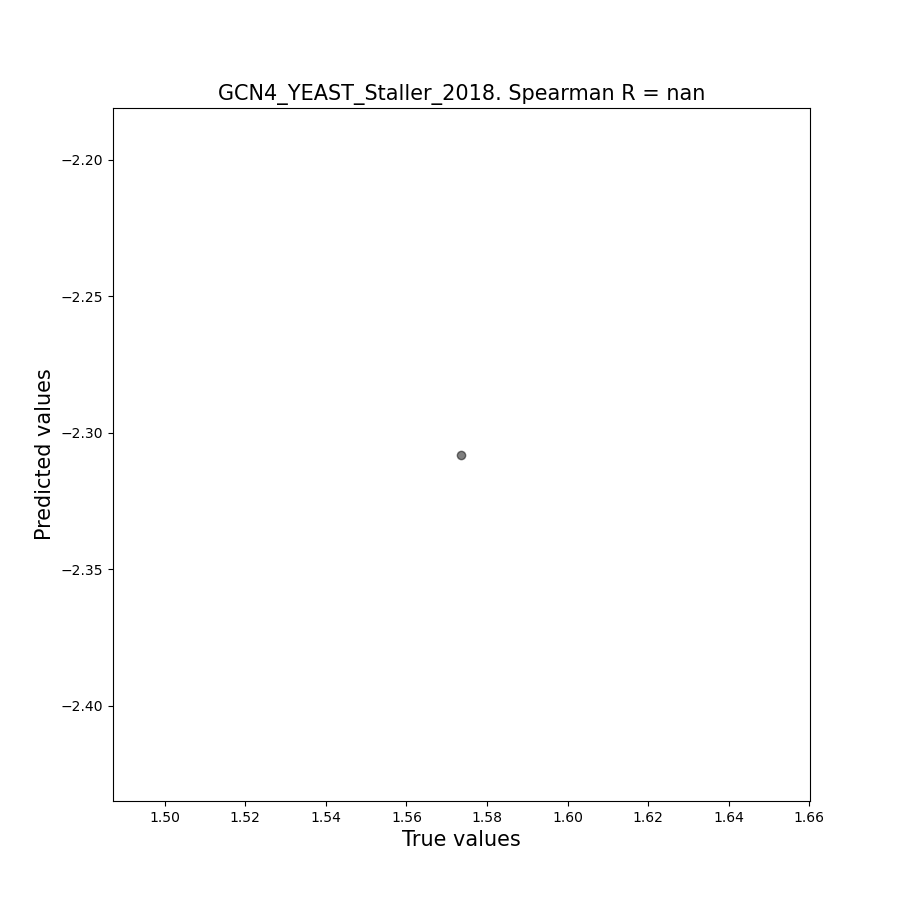 GCN4_YEAST_Staller_2018. Spearman R = nan
−2.20
−2.25
−2.30
−2.35
−2.40
Predicted values
1.50 1.52 1.54 1.56 1.58 1.60 1.62 1.64 1.66
True values